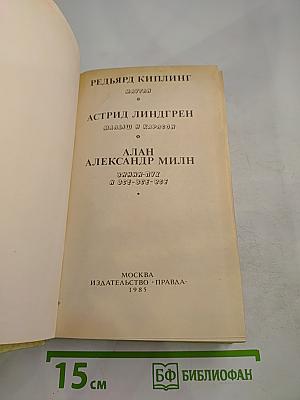 РЕДЬЯРД КИПЛИНГ
МАУГЛИ
АСТРИД ЛИНДГРЕН
МАЛЫШ И КАРЛСОН
АЛАН
АЛЕКСАНДР МИЛН
ВИННИ-ПУХ
И ВСЕ-ВСЕ-ВСЕ
МОСКВА
ИЗДАТЕЛЬСТВО «ПРАВДА»
1985
15 см
БФ БИБЛИОФАН